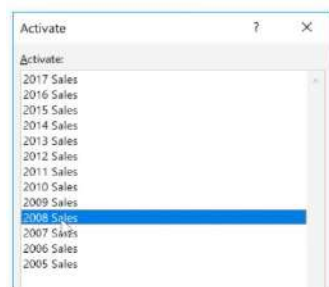 Activate ? ×
Activate:
2017 Sales
2016 Sales
2015 Sales
2014 Sales
2013 Sales
2012 Sales
2011 Sales
2010 Sales
2009 Sales
2008 Sales
2007 Sales
2006 Sales
2005 Sales